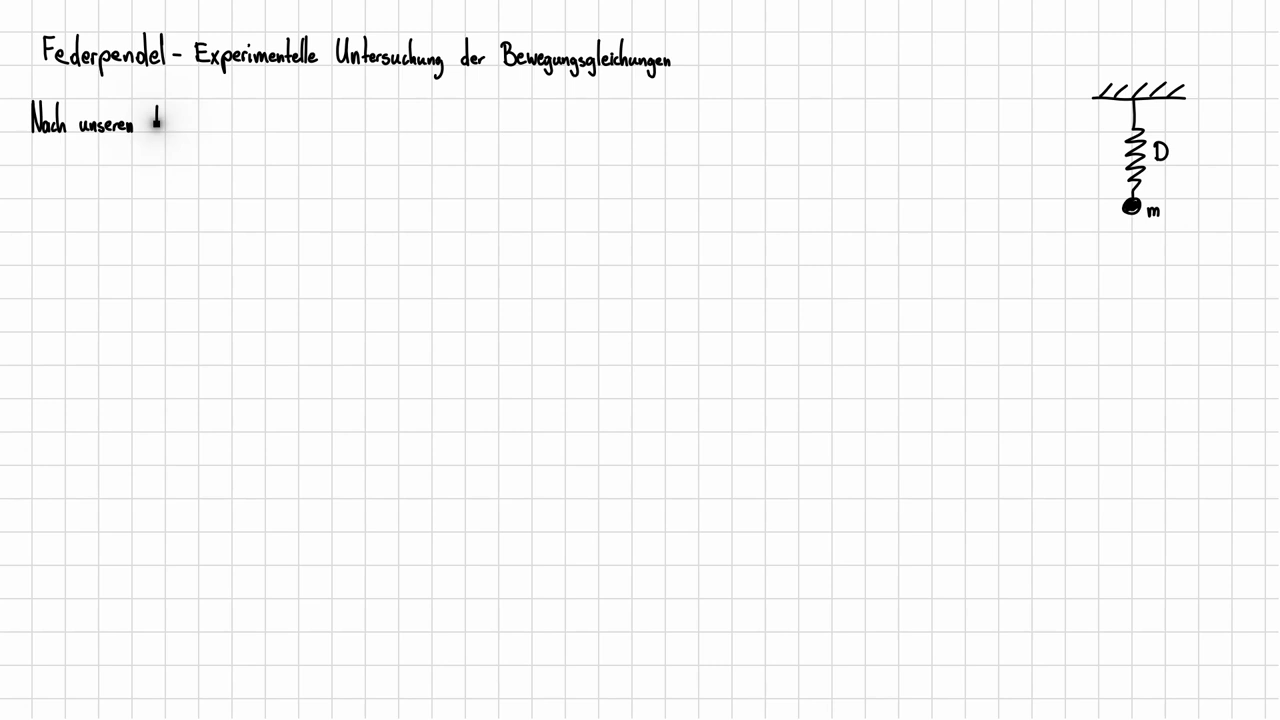 Federpendel - Experimentelle Untersuchung der Bewegungsgleichungen
Nach unseren
D
m